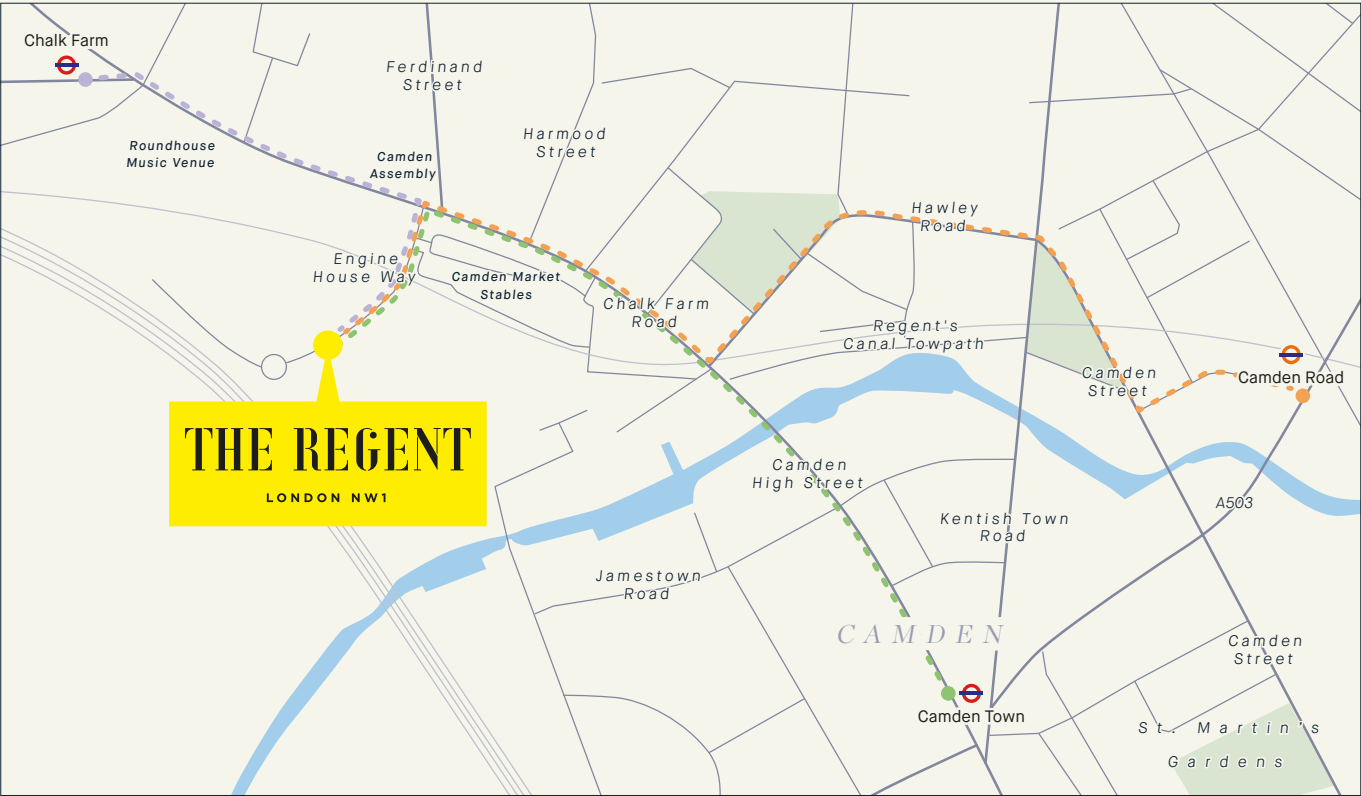 Chalk Farm
Ferdinand
Street
Harmood
Street
Roundhouse
Music Venue
Camden
Assembly
Hawley
Road
Engine
House Way
Camden Market
Stables
Chalk Farm
Road
Regent's
Canal Towpath
Camden
Street
Camden Road
THE REGENT
LONDON NW1
Camden
High Street
A503
Kentish Town
Road
Jamestown
Road
CAMDEN
Camden
Street
Camden Town
St. Martin's
Gardens